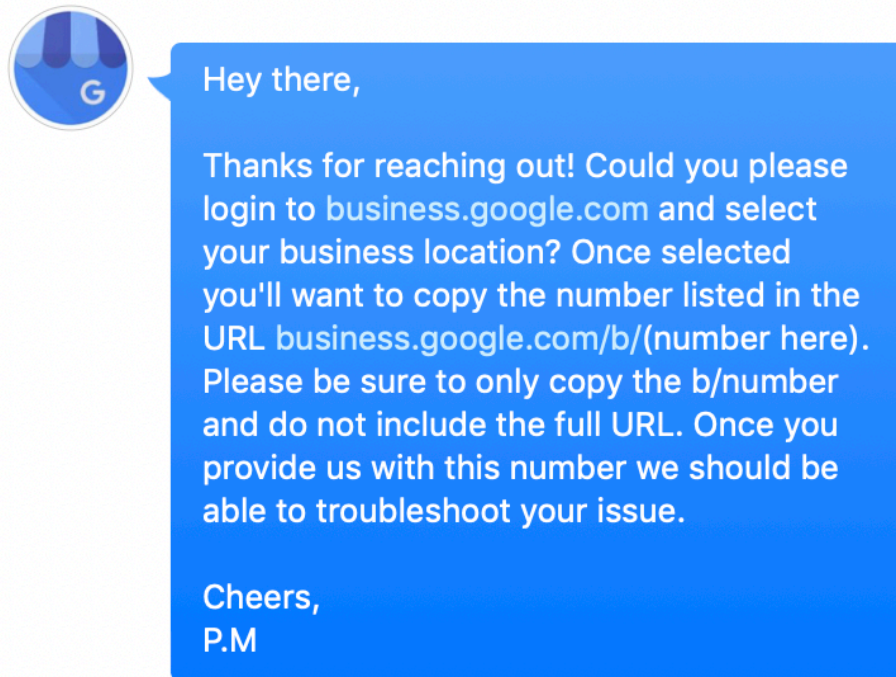 G
Hey there,
Thanks for reaching out! Could you please
login to business.google.com and select
your business location? Once selected
you'll want to copy the number listed in the
URL business.google.com/b/(number here).
Please be sure to only copy the b/number
and do not include the full URL. Once you
provide us with this number we should be
able to troubleshoot your issue.
Cheers,
P.M